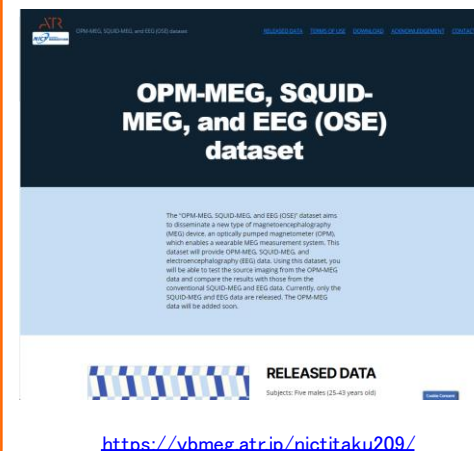 ATR
NICT
OPM-MEG, SQUID-MEG, and EEG (OSE) dataset
RELEASED DATA TERMS OF USE DOWNLOAD ACKNOWLEDGEMENT CONTACT
OPM-MEG, SQUID-
MEG, and EEG (OSE)
dataset
The "OPM-MEG, SQUID-MEG, and EEG (OSE)" dataset aims
to disseminate a new type of magnetoencephalography
(MEG) device, an optically pumped magnetometer (OPM),
which enables a wearable MEG measurement system. This
dataset will provide OPM-MEG, SQUID-MEG, and
electroencephalography (EEG) data. Using this dataset, you
will be able to test the source imaging from the OPM-MEG
data and compare the results with those from the
conventional SQUID-MEG and EEG data. Currently, only the
SQUID-MEG and EEG data are released. The OPM-MEG
data will be added soon.
RELEASED DATA
Subjects: Five males (25-43 years old)
Cookie Consent
https://vbmeg.atr.jp/nictitaku209/